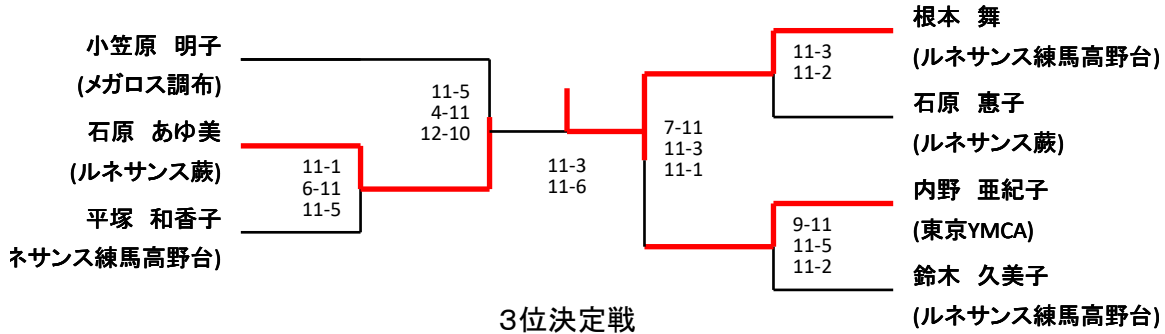 小笠原 明子
(メガロス調布)
石原 あゆ美
(ルネサンス蕨)
平塚 和香子
ネサンス練馬高野台)
11-1
6-11
11-5
11-5
4-11
12-10
11-3
11-6
7-11
11-3
11-1
11-3
11-2
9-11
11-5
11-2
根本 舞
(ルネサンス練馬高野台)
石原 惠子
(ルネサンス蕨)
内野 亜紀子
(東京YMCA)
鈴木 久美子
(ルネサンス練馬高野台)
3位決定戦